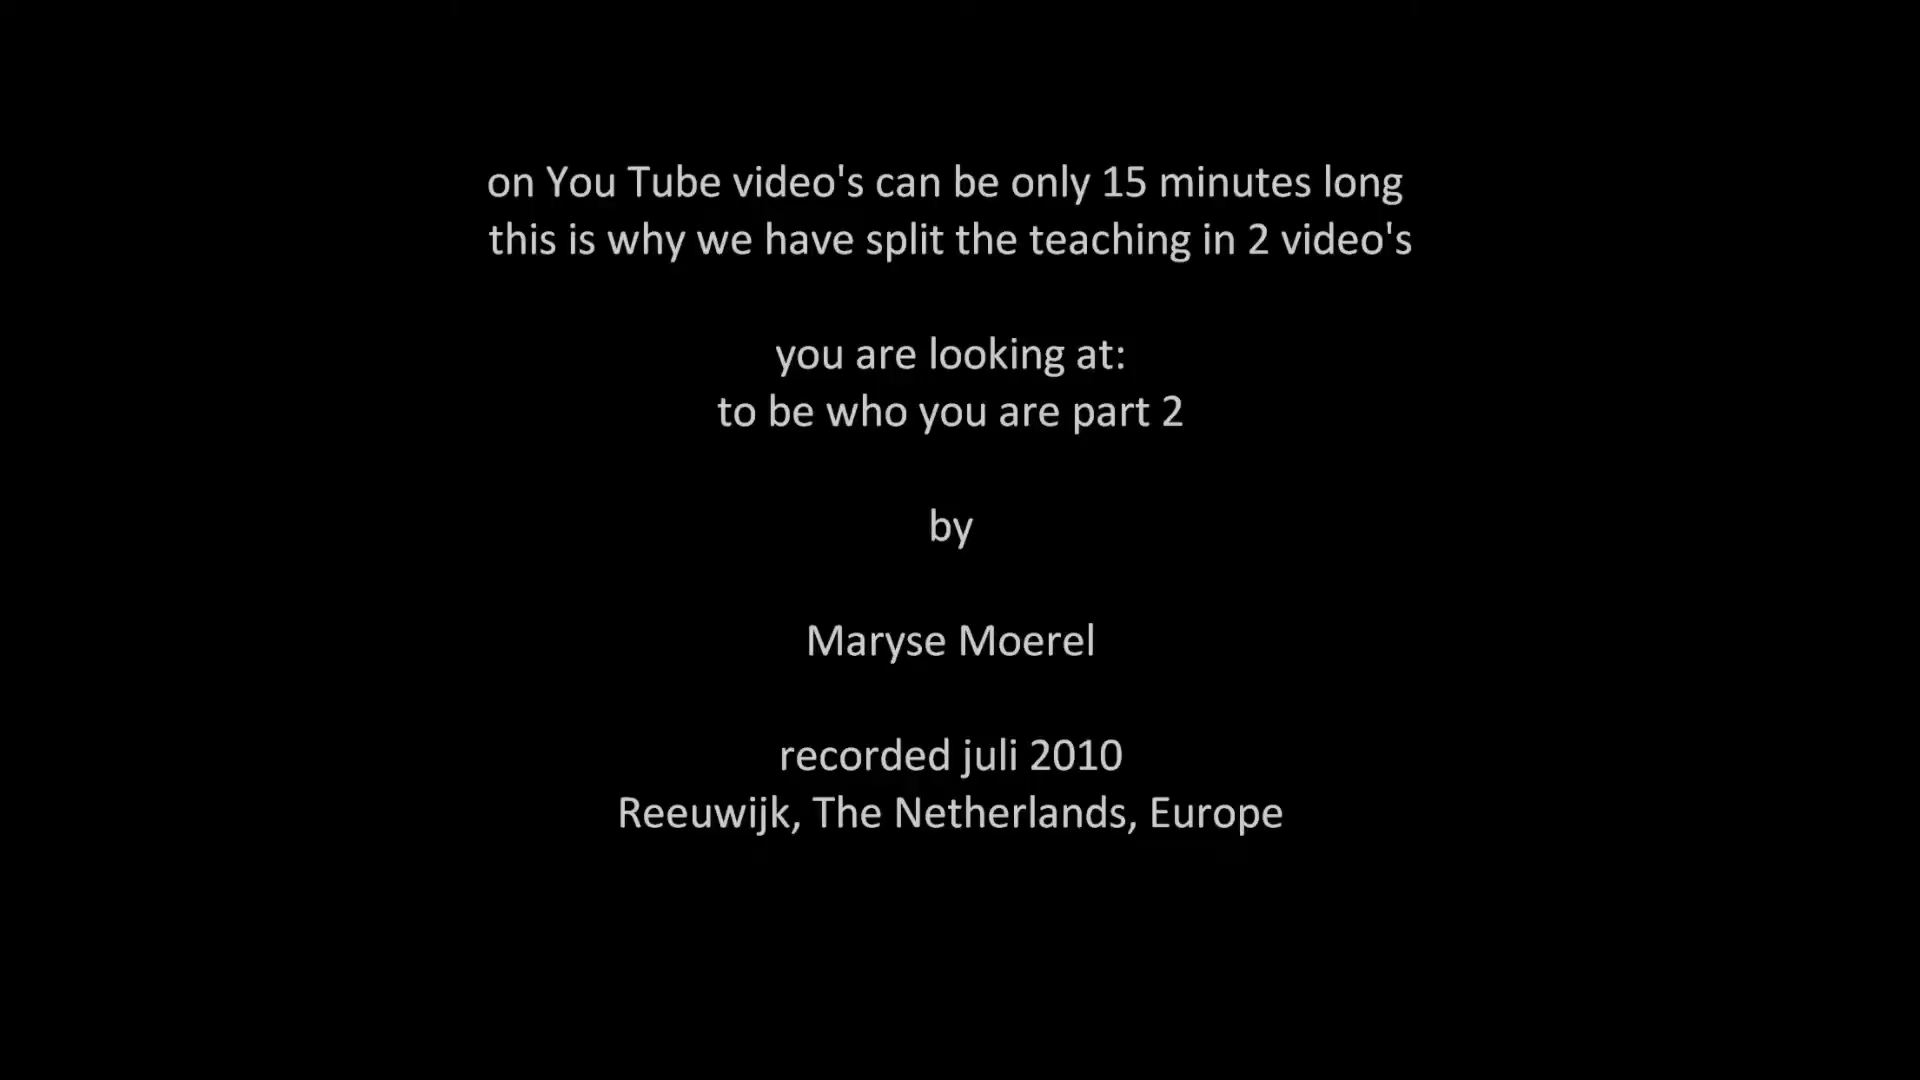 on You Tube video's can be only 15 minutes long
this is why we have split the teaching in 2 video's
you are looking at:
to be who you are part 2
by
Maryse Moerel
recorded juli 2010
Reeuwijk, The Netherlands, Europe